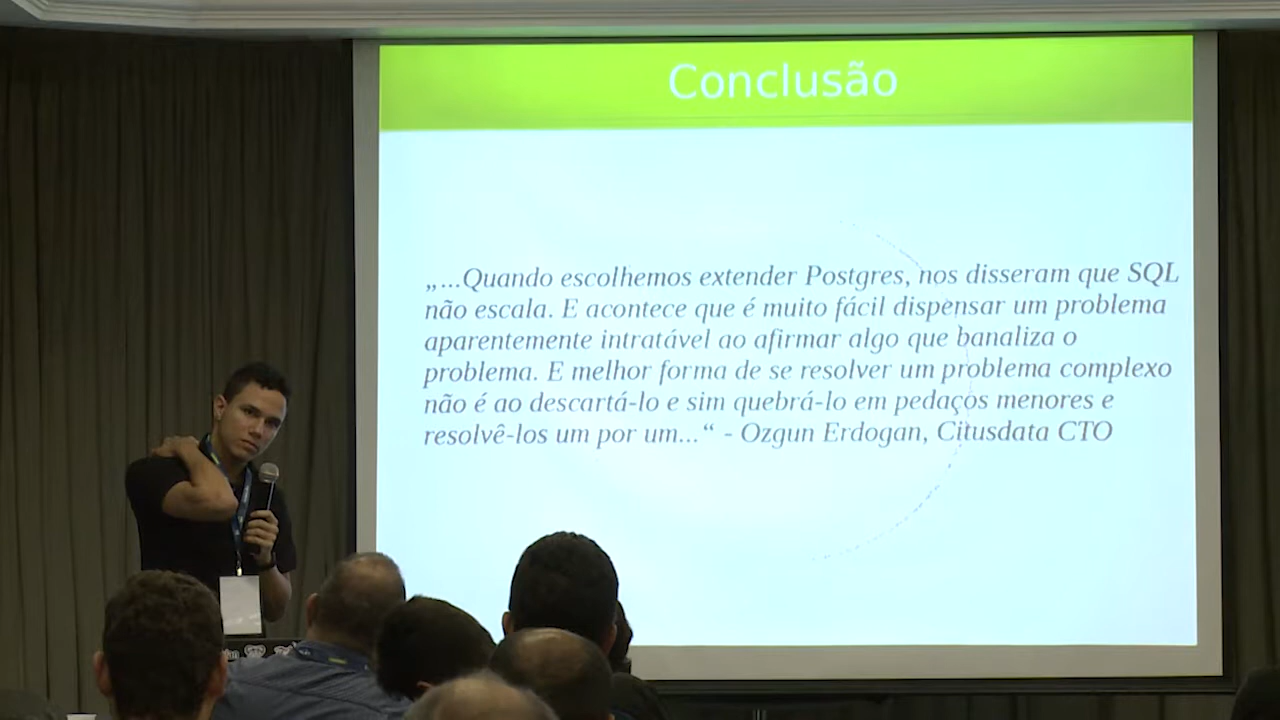 Conclusão
„...Quando escolhemos extender Postgres, nos disseram que SQL
não escala. E acontece que é muito fácil dispensar um problema
aparentemente intratável ao afirmar algo que banaliza o
problema. E melhor forma de se resolver um problema complexo
não é ao descartá-lo e sim quebrá-lo em pedaços menores e
resolvê-los um por um...“ - Ozgun Erdogan, Citusdata CTO